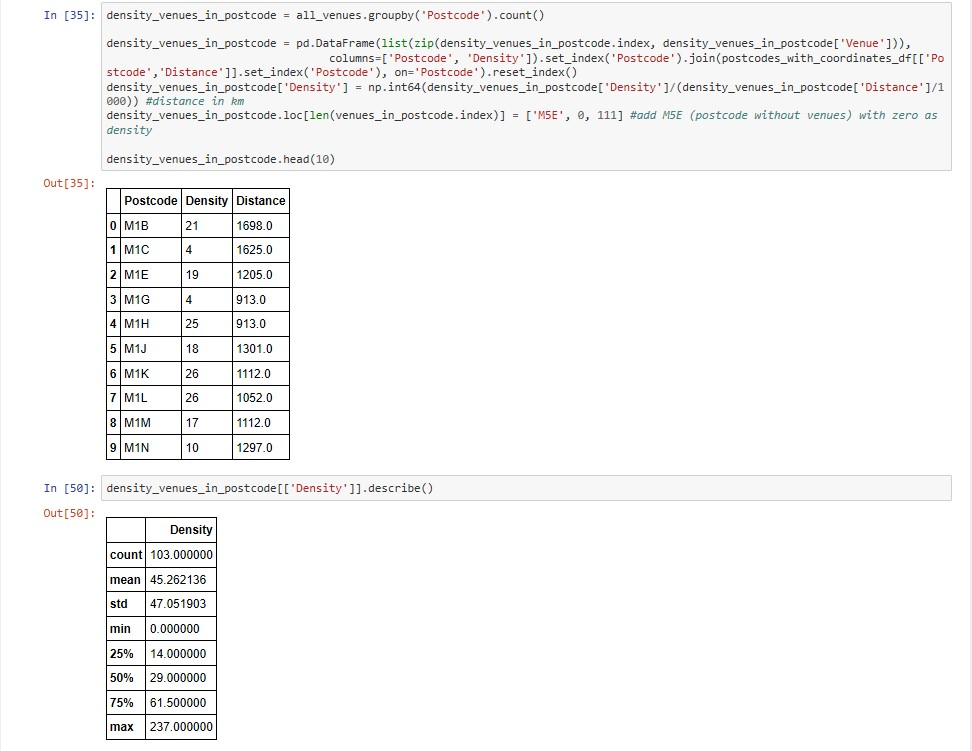 In [35]: density_venues_in_postcode = all_venues.groupby('Postcode').count()
density_venues_in_postcode = pd.DataFrame(list(zip(density_venues_in_postcode.index, density_venues_in_postcode['Venue'])),
columns=['Postcode', 'Density']).set_index('Postcode').join(postcodes_with_coordinates_df[['Po
stcode','Distance']].set_index('Postcode'), on='Postcode').reset_index()
density_venues_in_postcode['Density'] = np.int64(density_venues_in_postcode['Density']/(density_venues_in_postcode['Distance']/1
000)) #distance in km
density_venues_in_postcode.loc[len(venues_in_postcode.index)] = ['M5E', 0, 111] #add M5E (postcode without venues) with zero as
density
density_venues_in_postcode.head(10)
Out[35]:
Postcode Density Distance
0 M1B 21 1698.0
1 M1C 4 1625.0
2 M1E 19 1205.0
3 M1G 4 913.0
4 M1H 25 913.0
5 M1J 18 1301.0
6 M1K 26 1112.0
7 M1L 26 1052.0
8 M1M 17 1112.0
9 M1N 10 1297.0
In [50]: density_venues_in_postcode[['Density']].describe()
Out[50]:
Density
count 103.000000
mean 45.262136
std 47.051903
min 0.000000
25% 14.000000
50% 29.000000
75% 61.500000
max 237.000000